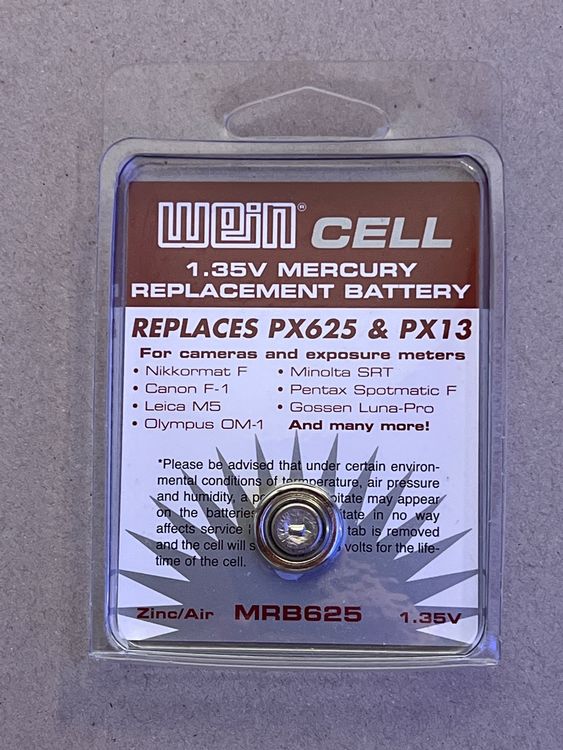 Wein® CELL
1.35V MERCURY
REPLACEMENT BATTERY
REPLACES PX625 & PX13
For cameras and exposure meters
• Nikkormat F • Minolta SRT
• Canon F-1 • Pentax Spotmatic F
• Leica M5 • Gossen Luna-Pro
• Olympus OM-1 And many more!
*Please be advised that under certain environ-
mental conditions of temperature, air pressure
and humidity, a may appear
on the batteries in no way
affects service tab is removed
and the cell will volts for the life-
time of the cell.
Zinc/Air MRB625 1.35V